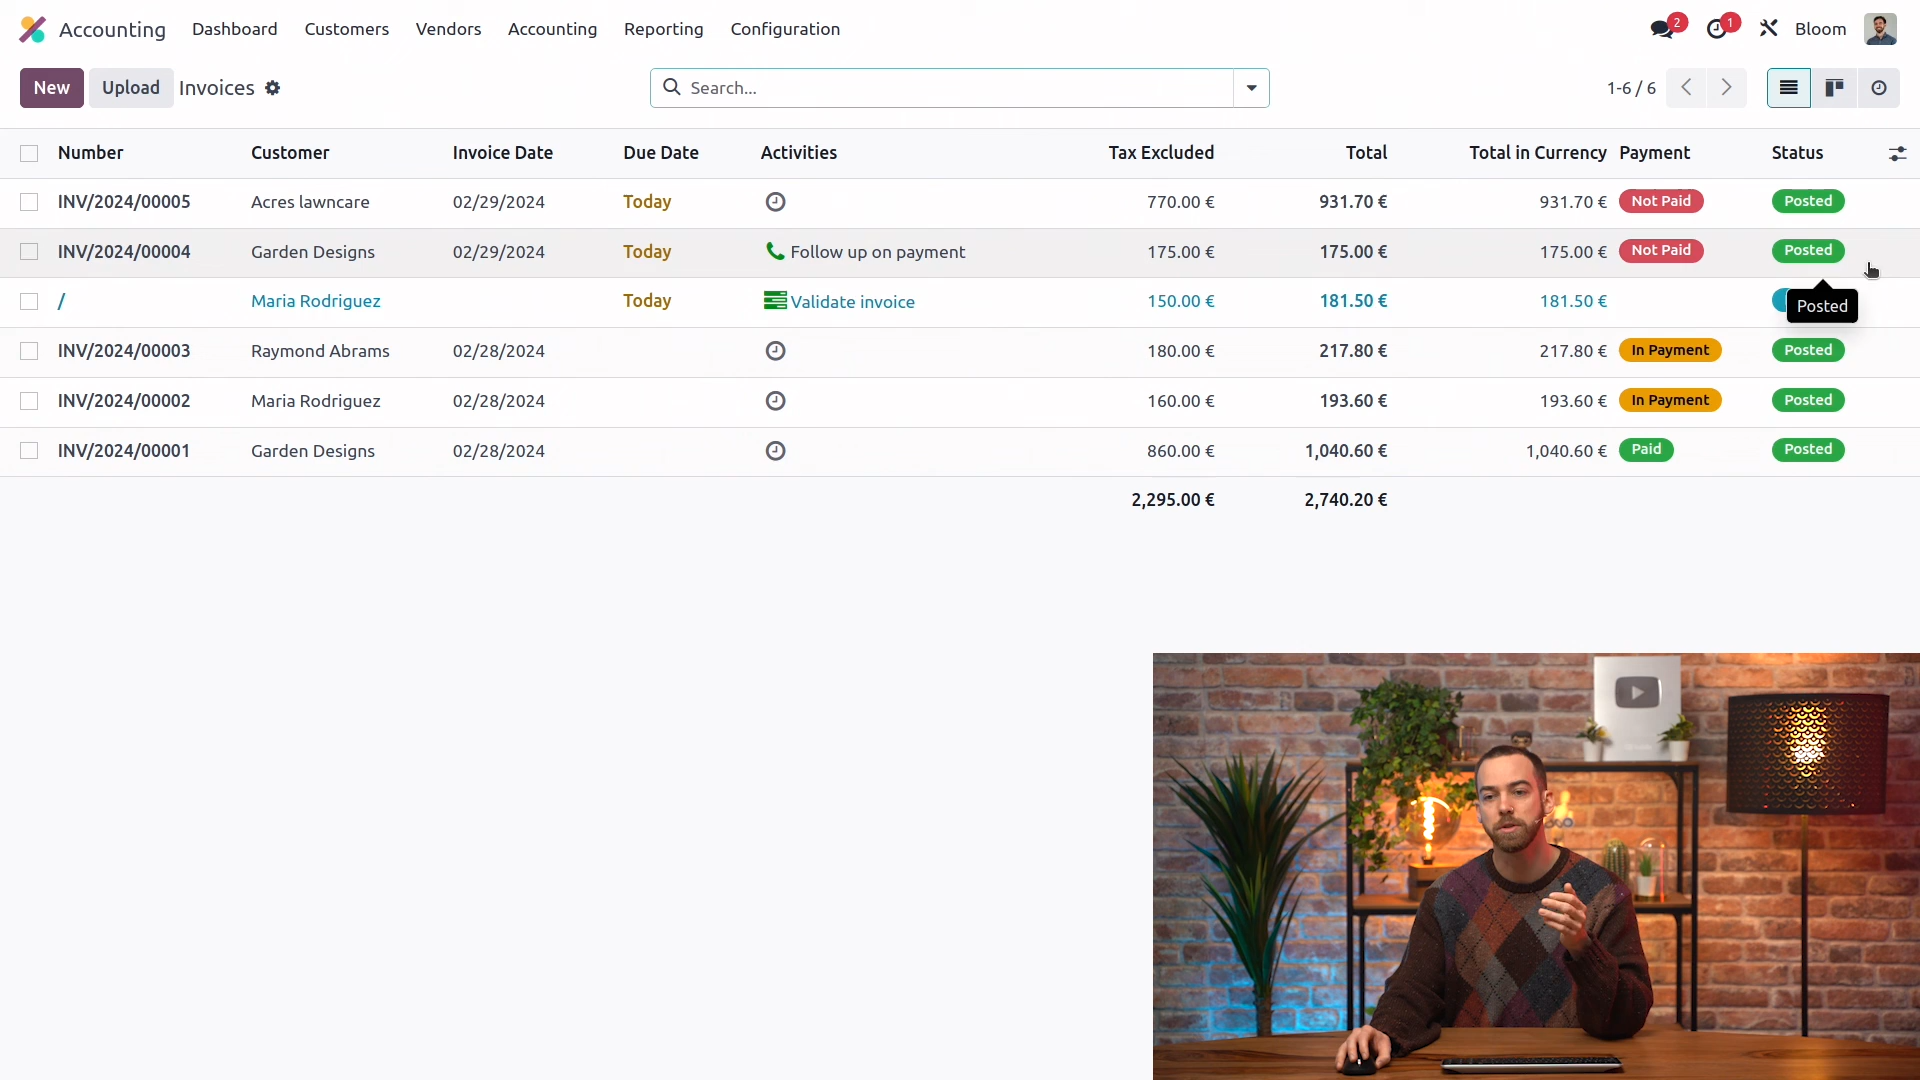 Accounting Dashboard Customers Vendors Accounting Reporting Configuration 2 1 Bloom
New Upload Invoices Search... 1-6 / 6
Number Customer Invoice Date Due Date Activities Tax Excluded Total Total in Currency Payment Status
INV/2024/00005 Acres lawncare 02/29/2024 Today 770.00 € 931.70 € 931.70 € Not Paid Posted
INV/2024/00004 Garden Designs 02/29/2024 Today Follow up on payment 175.00 € 175.00 € 175.00 € Not Paid Posted
/ Maria Rodriguez Today Validate invoice 150.00 € 181.50 € 181.50 € Posted
INV/2024/00003 Raymond Abrams 02/28/2024 180.00 € 217.80 € 217.80 € In Payment Posted
INV/2024/00002 Maria Rodriguez 02/28/2024 160.00 € 193.60 € 193.60 € In Payment Posted
INV/2024/00001 Garden Designs 02/28/2024 860.00 € 1,040.60 € 1,040.60 € Paid Posted
2,295.00 € 2,740.20 €